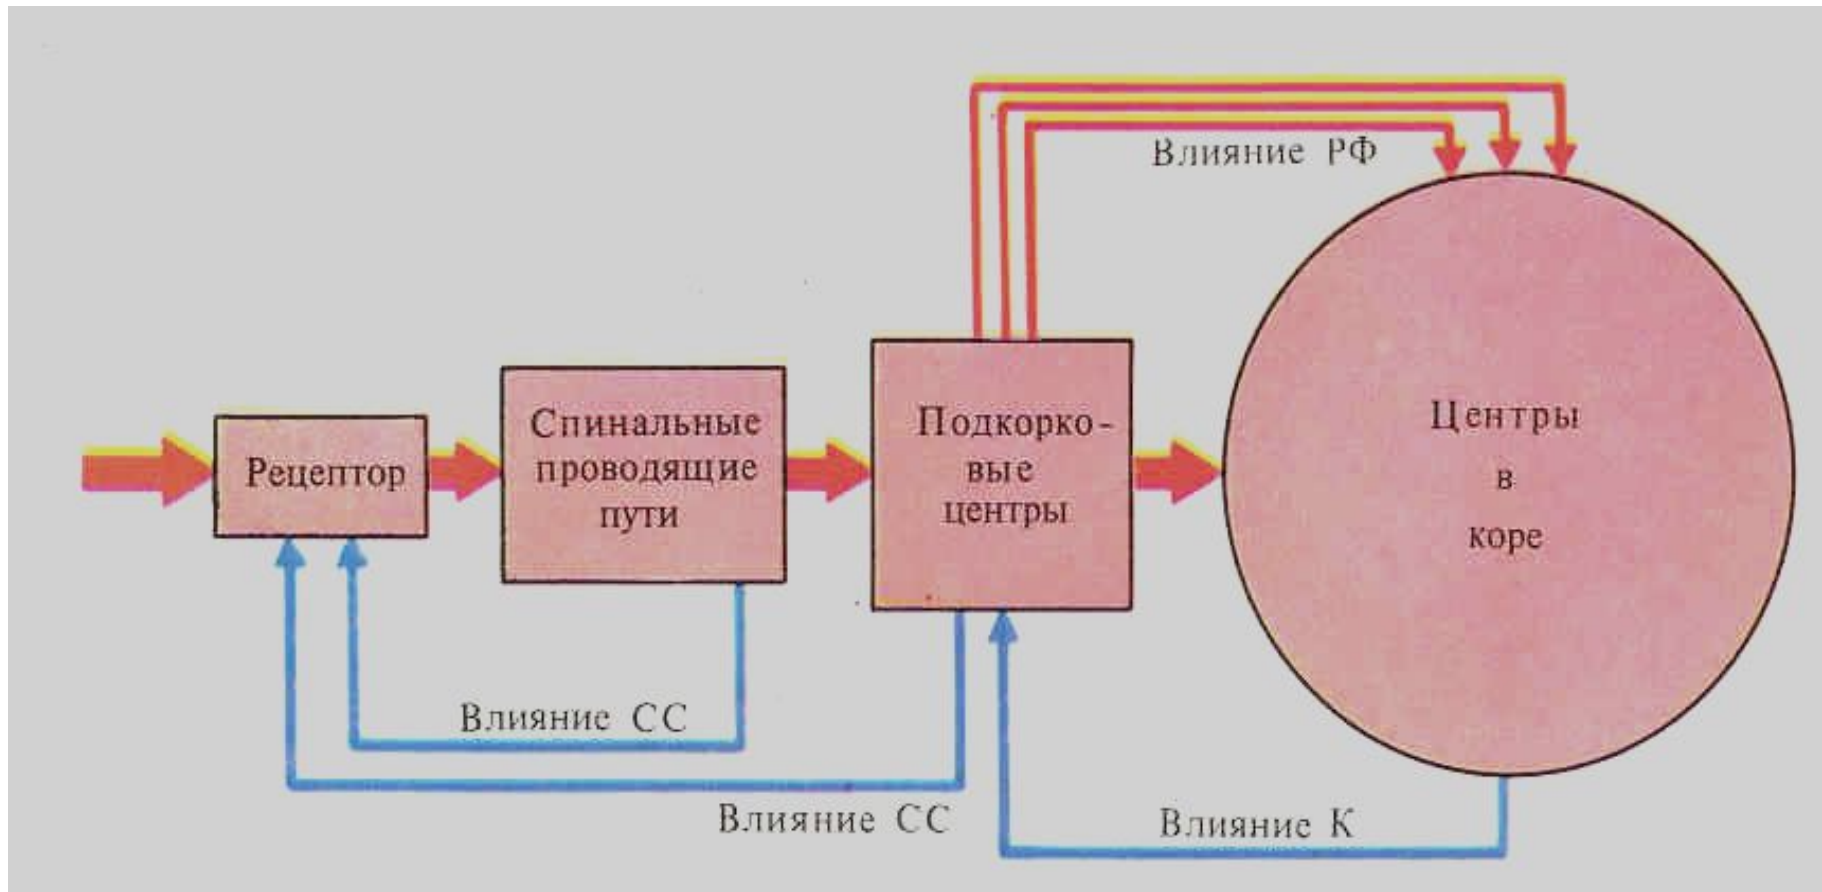 Влияние РФ
Рецептор
Спинальные
проводящие
пути
Подкорко-
вые
центры
Центры
в
коре
Влияние СС
Влияние СС
Влияние К